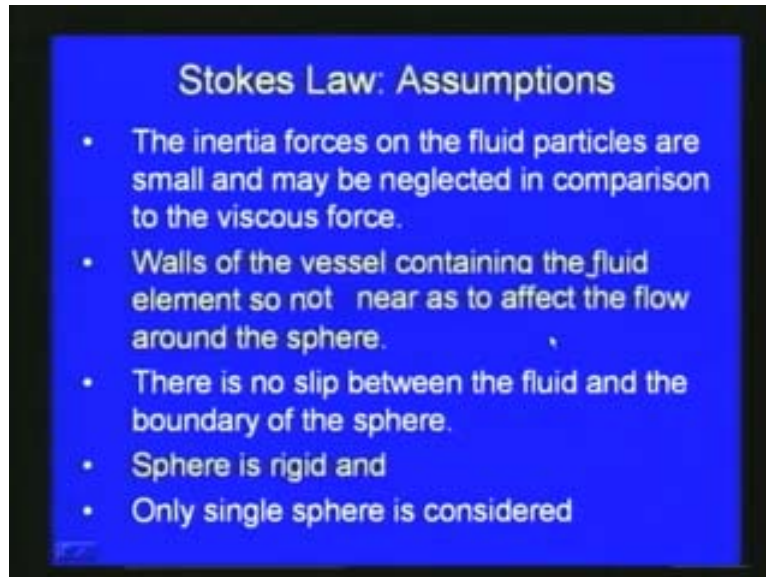 Stokes Law: Assumptions
• The inertia forces on the fluid particles are
small and may be neglected in comparison
to the viscous force.
• Walls of the vessel containing the fluid
element so not near as to affect the flow
around the sphere.
• There is no slip between the fluid and the
boundary of the sphere.
• Sphere is rigid and
• Only single sphere is considered